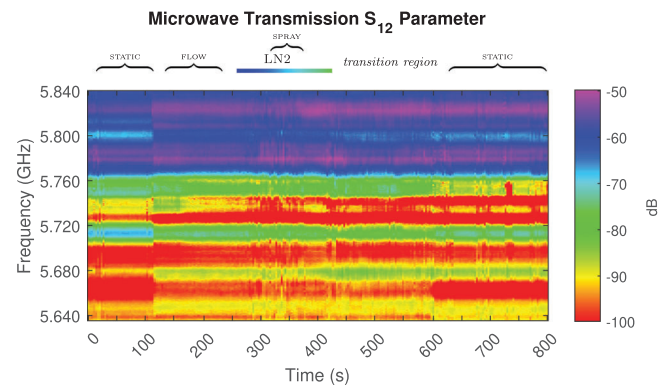 Microwave Transmission S12 Parameter
SPRAY
STATIC FLOW LN2 transition region STATIC
5.840
5.800
5.760
5.720
5.680
5.640
Frequency (GHz)
0 100 200 300 400 500 600 700 800
Time (s)
-50
-60
-70
-80
-90
-100
dB